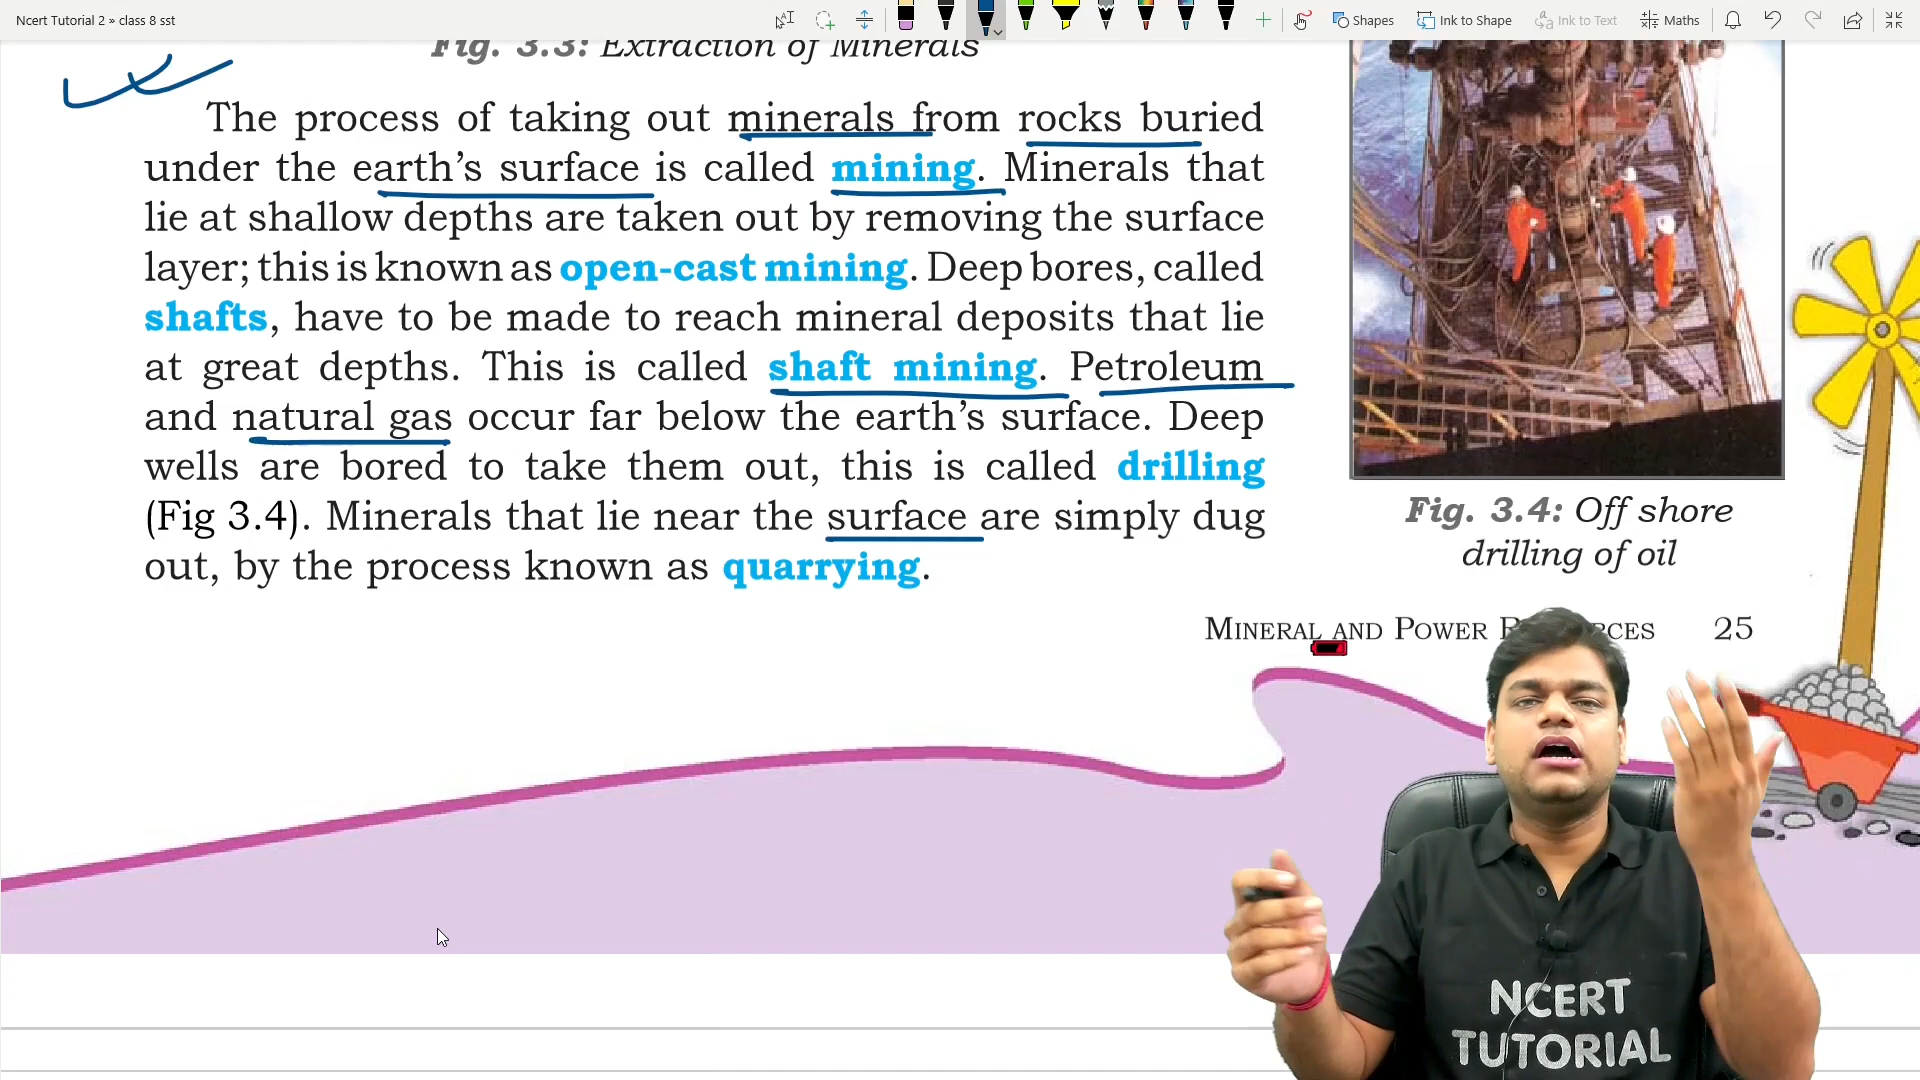 Ncert Tutorial 2 » class 8 sst
Shapes
Ink to Shape
Ink to Text
Maths
Fig. 3.3: Extraction of Minerals
The process of taking out minerals from rocks buried
under the earth's surface is called mining. Minerals that
lie at shallow depths are taken out by removing the surface
layer; this is known as open-cast mining. Deep bores, called
shafts, have to be made to reach mineral deposits that lie
at great depths. This is called shaft mining. Petroleum
and natural gas occur far below the earth's surface. Deep
wells are bored to take them out, this is called drilling
(Fig 3.4). Minerals that lie near the surface are simply dug
out, by the process known as quarrying.
Fig. 3.4: Off shore
drilling of oil
MINERAL AND POWER 25
NCERT
TUTORIAL